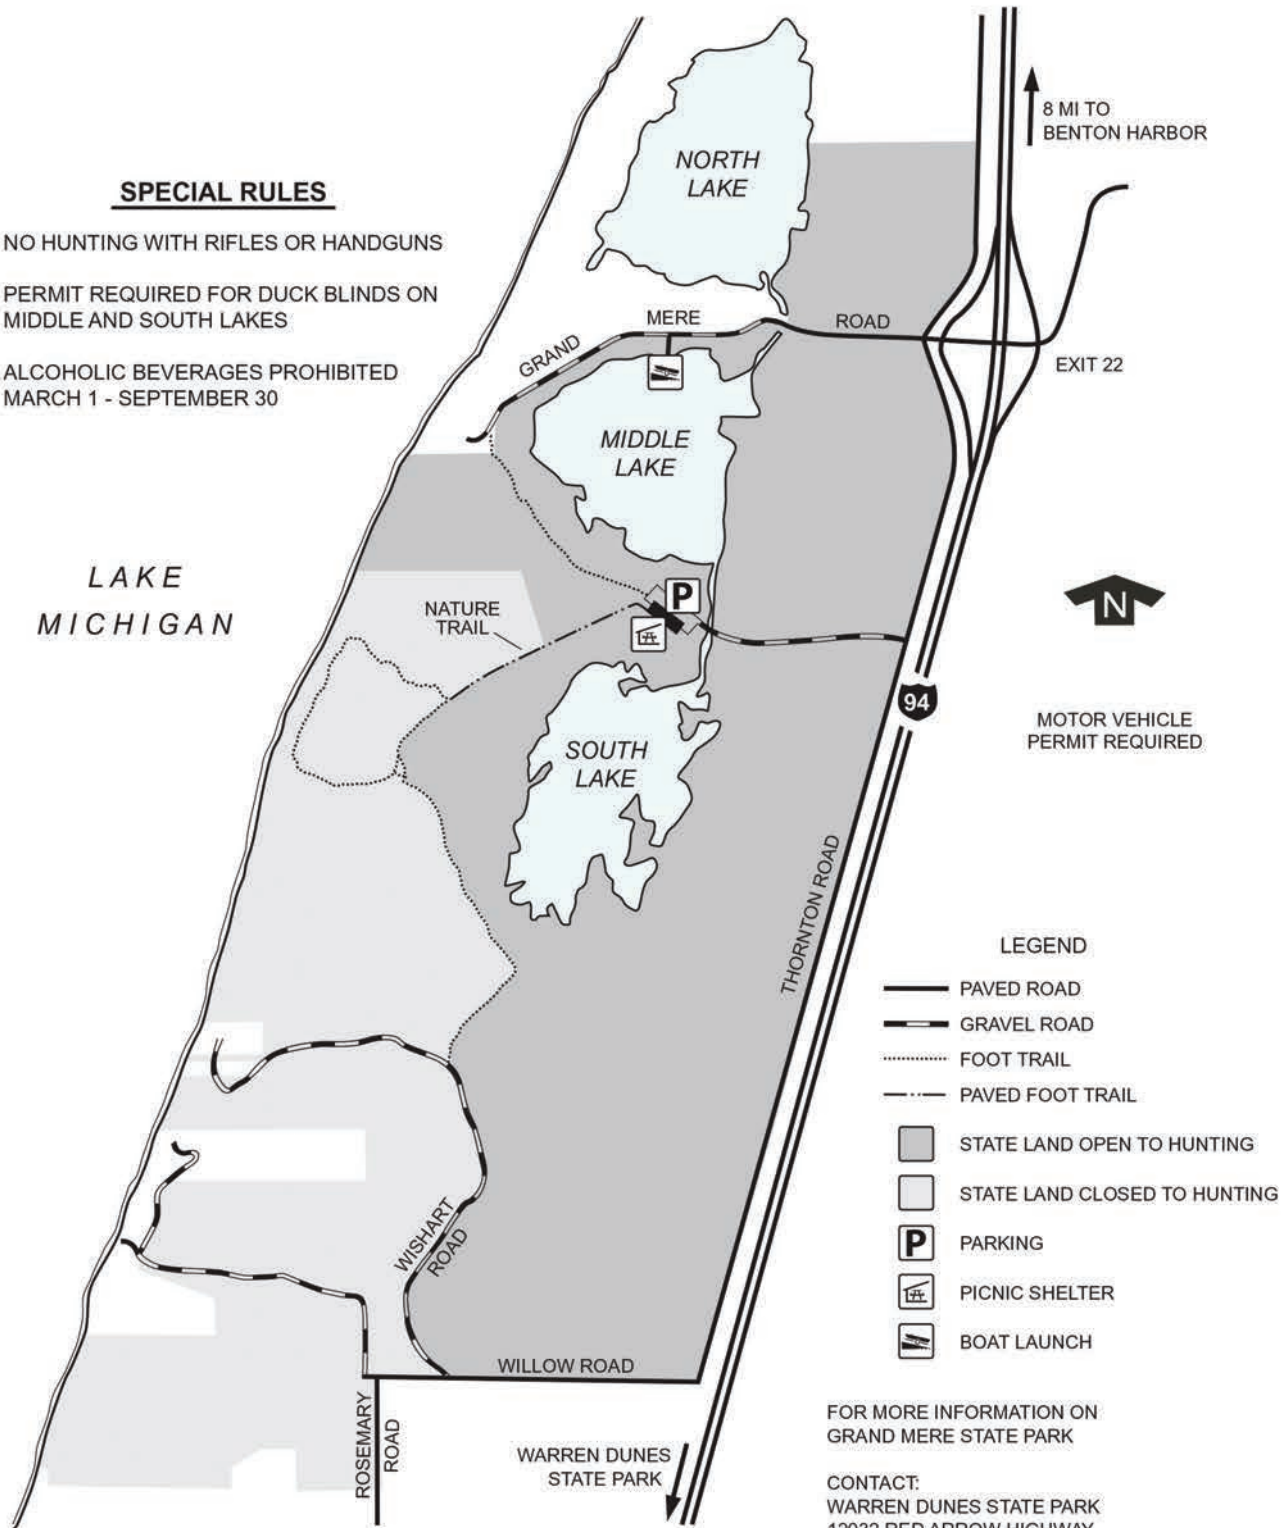 8 MI TO
BENTON HARBOR
NORTH
LAKE
SPECIAL RULES
NO HUNTING WITH RIFLES OR HANDGUNS
PERMIT REQUIRED FOR DUCK BLINDS ON
MIDDLE AND SOUTH LAKES
ALCOHOLIC BEVERAGES PROHIBITED
MARCH 1 - SEPTEMBER 30
GRAND MERE ROAD
EXIT 22
MIDDLE
LAKE
LAKE
MICHIGAN
NATURE
TRAIL
P
N
94
MOTOR VEHICLE
PERMIT REQUIRED
SOUTH
LAKE
THORNTON ROAD
LEGEND
PAVED ROAD
GRAVEL ROAD
FOOT TRAIL
PAVED FOOT TRAIL
STATE LAND OPEN TO HUNTING
STATE LAND CLOSED TO HUNTING
P PARKING
PICNIC SHELTER
BOAT LAUNCH
WISHART
ROAD
WILLOW ROAD
ROSEMARY
ROAD
WARREN DUNES
STATE PARK
FOR MORE INFORMATION ON
GRAND MERE STATE PARK
CONTACT:
WARREN DUNES STATE PARK
12032 RED ARROW HIGHWAY